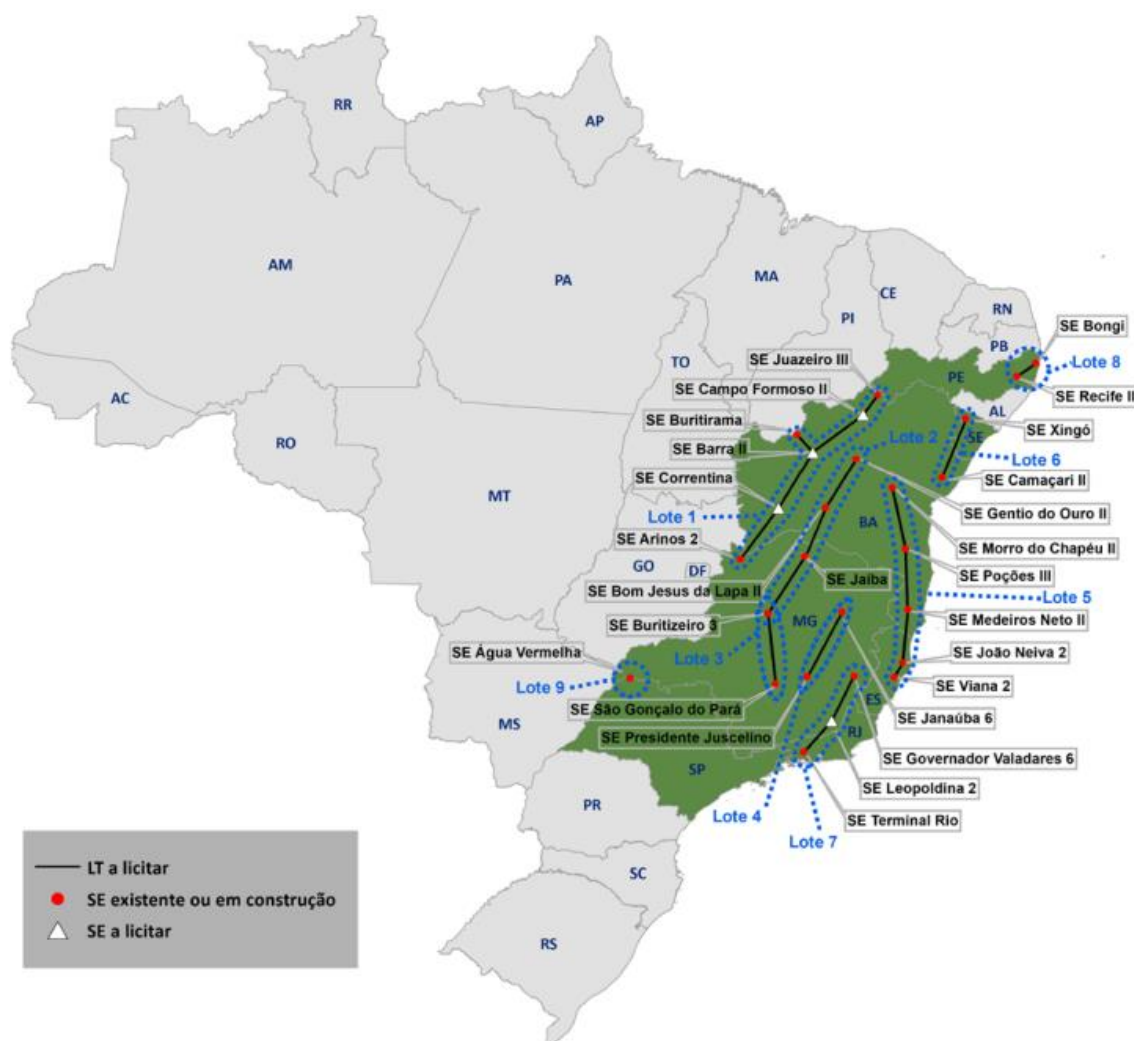 RR
AP
AM
PA
MA
CE
RN
PI
PB
SE Bongi
Lote 8
SE Juazeiro III
TO
PE
SE Recife II
SE Campo Formoso II
AC
AL
SE Buritirama
SE Xingó
RO
SE
Lote 2
SE Barra II
Lote 6
SE Correntina
SE Camaçari II
MT
Lote 1
BA
SE Gentio do Ouro II
SE Arinos 2
SE Morro do Chapéu II
GO
DF
SE Jaíba
SE Poções III
SE Bom Jesus da Lapa II
Lote 5
SE Buritizeiro 3
MG
SE Medeiros Neto II
SE Água Vermelha
Lote 3
SE João Neiva 2
Lote 9
SE Viana 2
SE São Gonçalo do Pará
ES
SE Janaúba 6
MS
SE Presidente Juscelino
RJ
SE Governador Valadares 6
SP
SE Leopoldina 2
PR
Lote 4
SE Terminal Rio
Lote 7
LT a licitar
SC
SE existente ou em construção
SE a licitar
RS